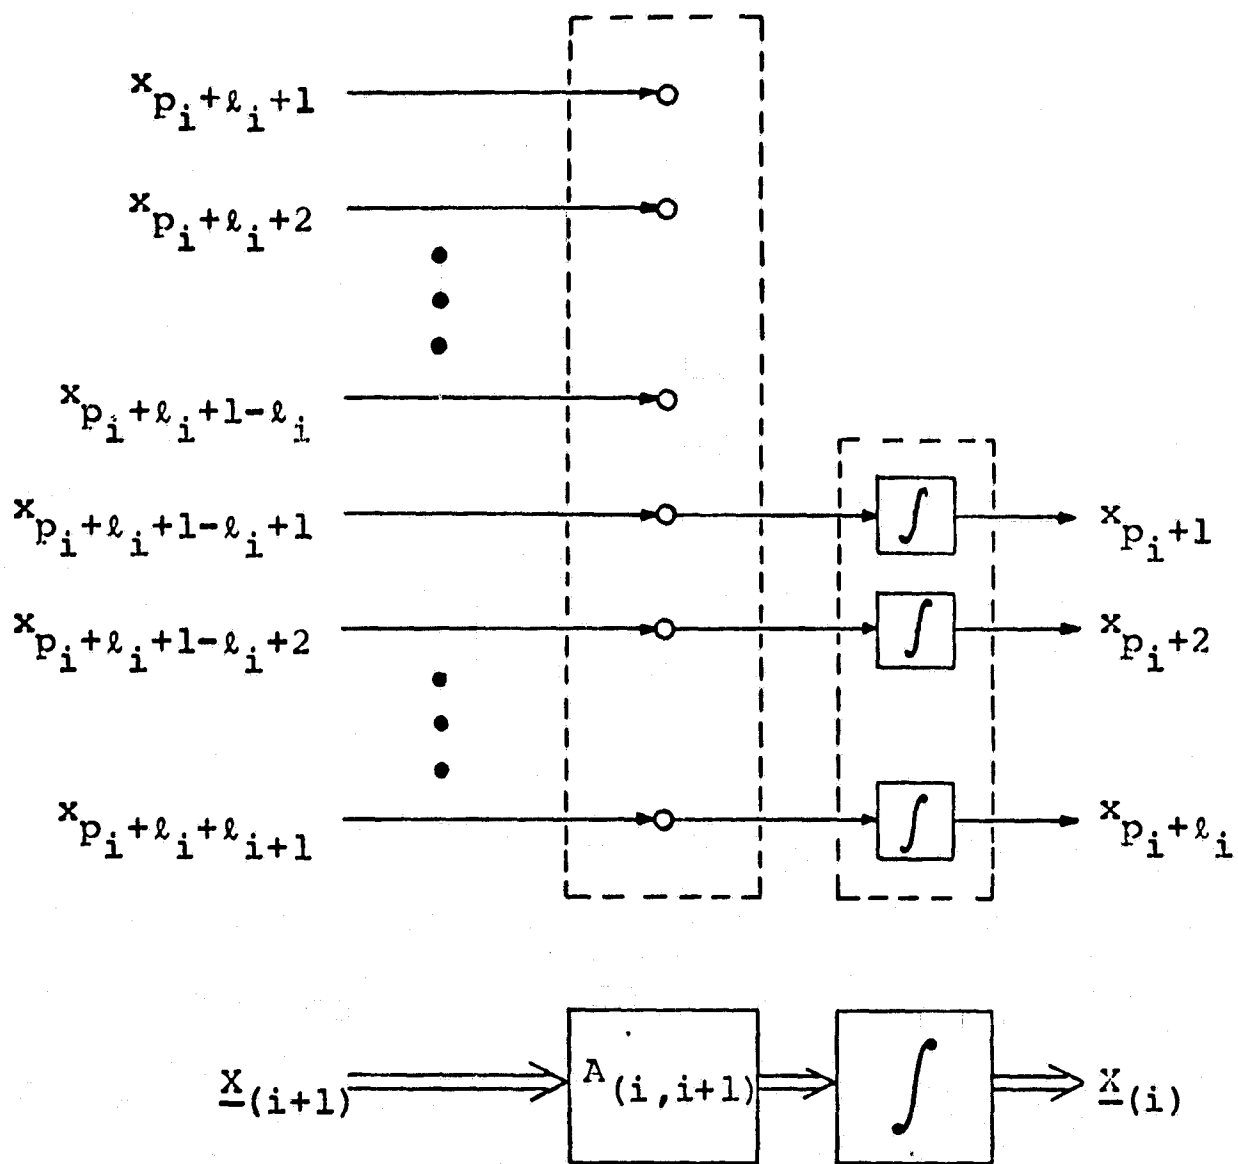 x_{p_i+ℓ_i+1}
x_{p_i+ℓ_i+2}
x_{p_i+ℓ_i+1-ℓ_i}
x_{p_i+ℓ_i+1-ℓ_i+1} ∫ x_{p_i+1}
x_{p_i+ℓ_i+1-ℓ_i+2} ∫ x_{p_i+2}
x_{p_i+ℓ_i+ℓ_{i+1}} ∫ x_{p_i+ℓ_i}
x_{(i+1)} A_{(i,i+1)} ∫ x_{(i)}